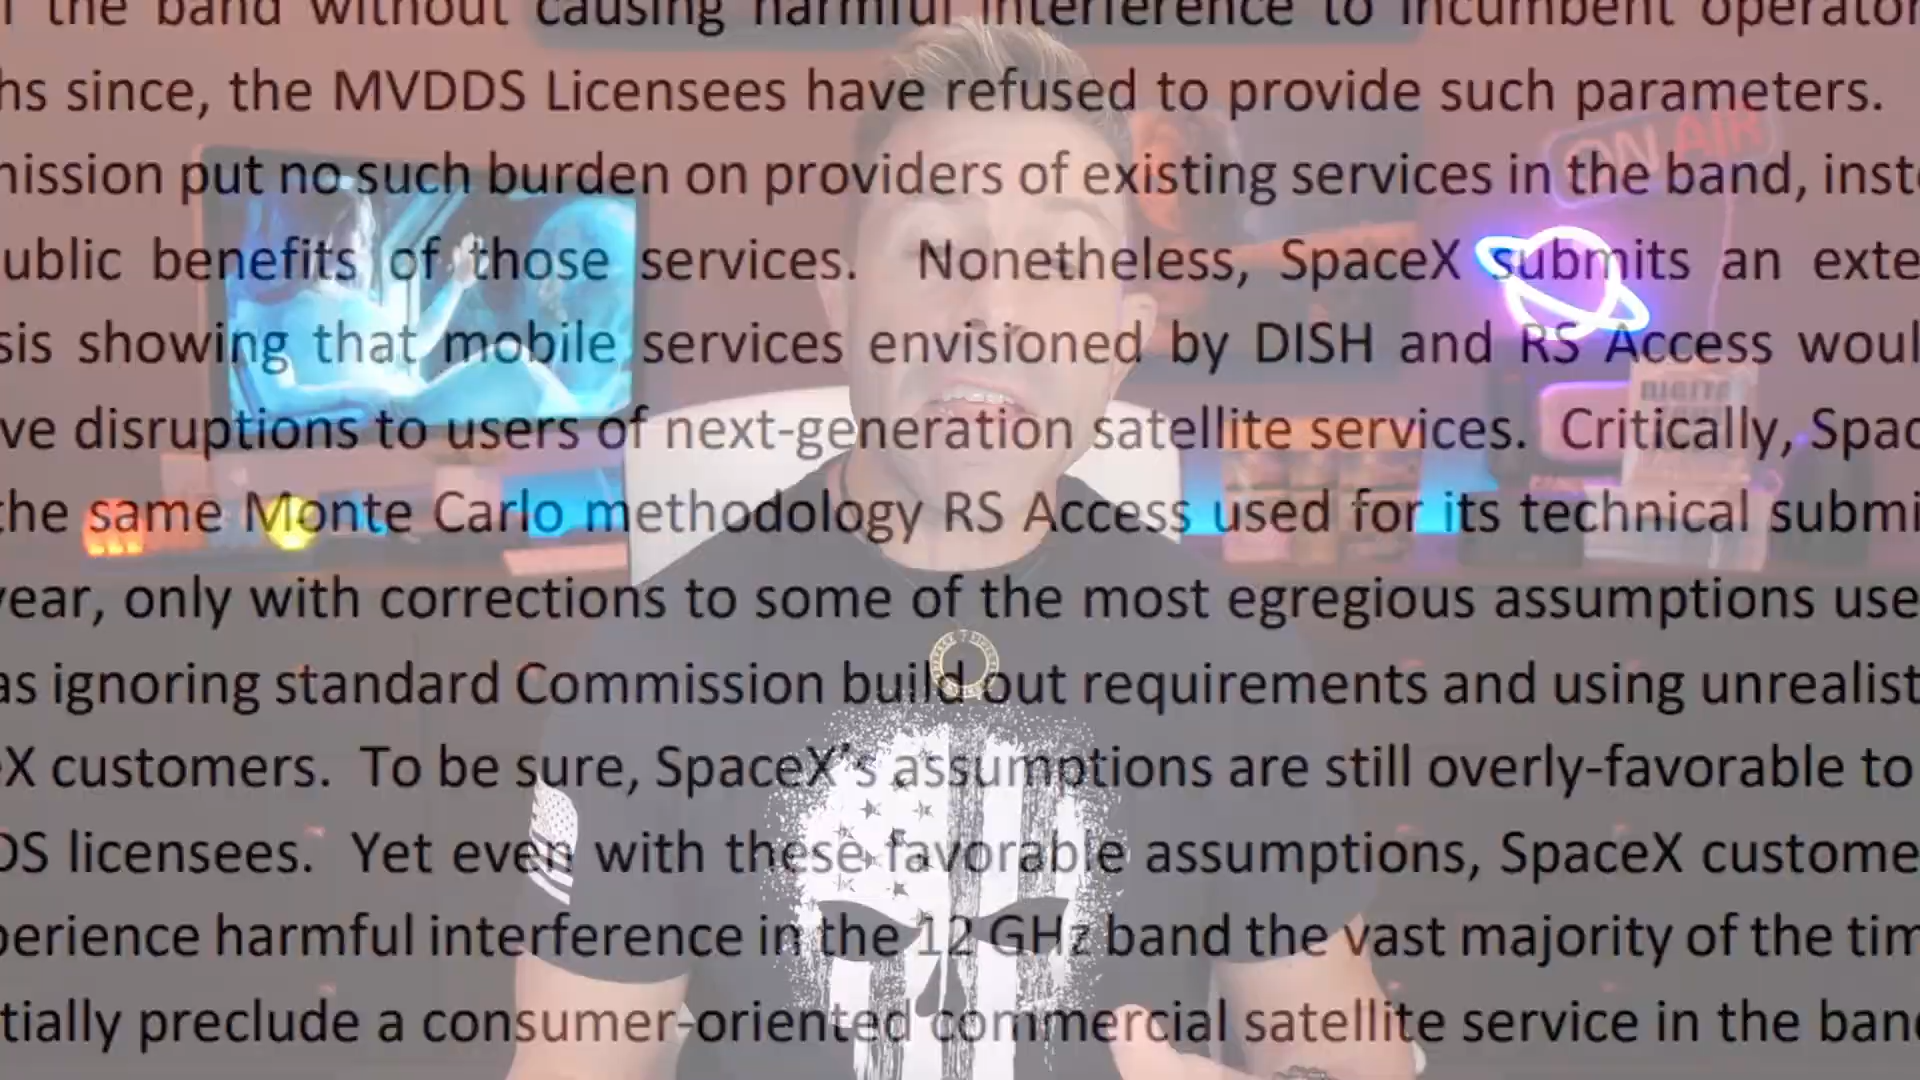 the band without causing harmful interference to incumbent operator
hs since, the MVDDS Licensees have refused to provide such parameters.
ission put no such burden on providers of existing services in the band, inst
ublic benefits of those services. Nonetheless, SpaceX submits an exte
sis showing that mobile services envisioned by DISH and RS Access woul
ve disruptions to users of next-generation satellite services. Critically, Spac
the same Monte Carlo methodology RS Access used for its technical submi
year, only with corrections to some of the most egregious assumptions use
as ignoring standard Commission build out requirements and using unrealist
X customers. To be sure, SpaceX's assumptions are still overly-favorable to
DS licensees. Yet even with these favorable assumptions, SpaceX custome
perience harmful interference in the 12 GHz band the vast majority of the tim
tially preclude a consumer-oriented commercial satellite service in the band
ON AIR